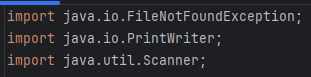 import java.io.FileNotFoundException;
import java.io.PrintWriter;
import java.util.Scanner;